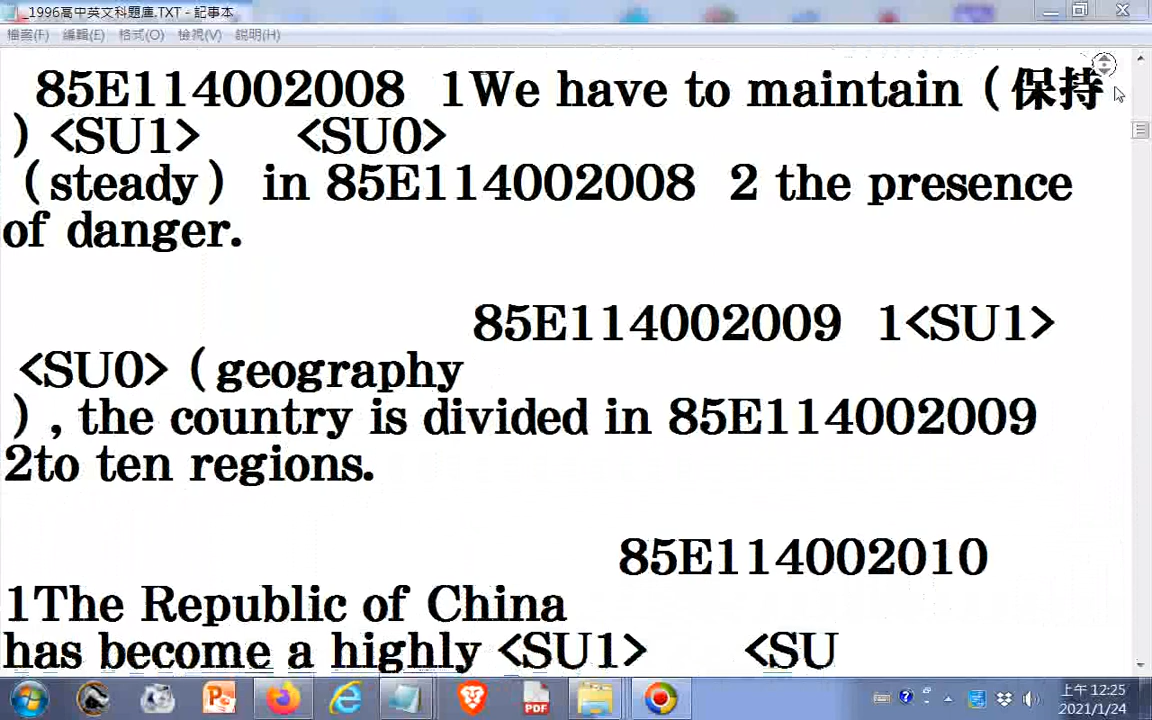 _1996高中英文科題庫.TXT - 記事本
檔案(F) 編輯(E) 格式(O) 檢視(V) 說明(H)
85E114002008 1We have to maintain（保持
）<SU1> <SU0>
（steady） in 85E114002008 2 the presence
of danger.
85E114002009 1<SU1>
<SU0>（geography
）, the country is divided in 85E114002009
2to ten regions.
85E114002010
1The Republic of China
has become a highly <SU1> <SU
PDF
上午 12:25
2021/1/24